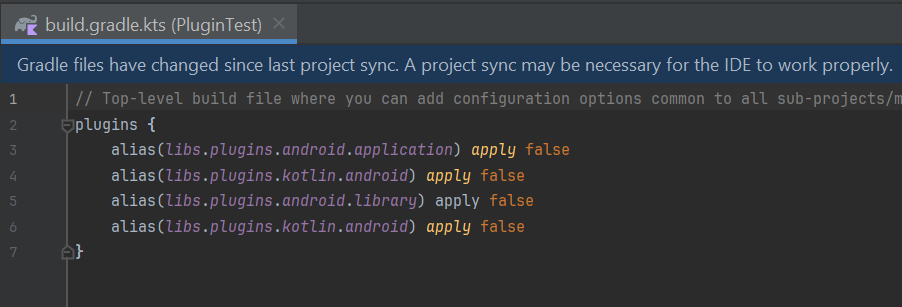 build.gradle.kts (PluginTest)
Gradle files have changed since last project sync. A project sync may be necessary for the IDE to work properly.
1 // Top-level build file where you can add configuration options common to all sub-projects/m
2 plugins {
3 alias(libs.plugins.android.application) apply false
4 alias(libs.plugins.kotlin.android) apply false
5 alias(libs.plugins.android.library) apply false
6 alias(libs.plugins.kotlin.android) apply false
7 }